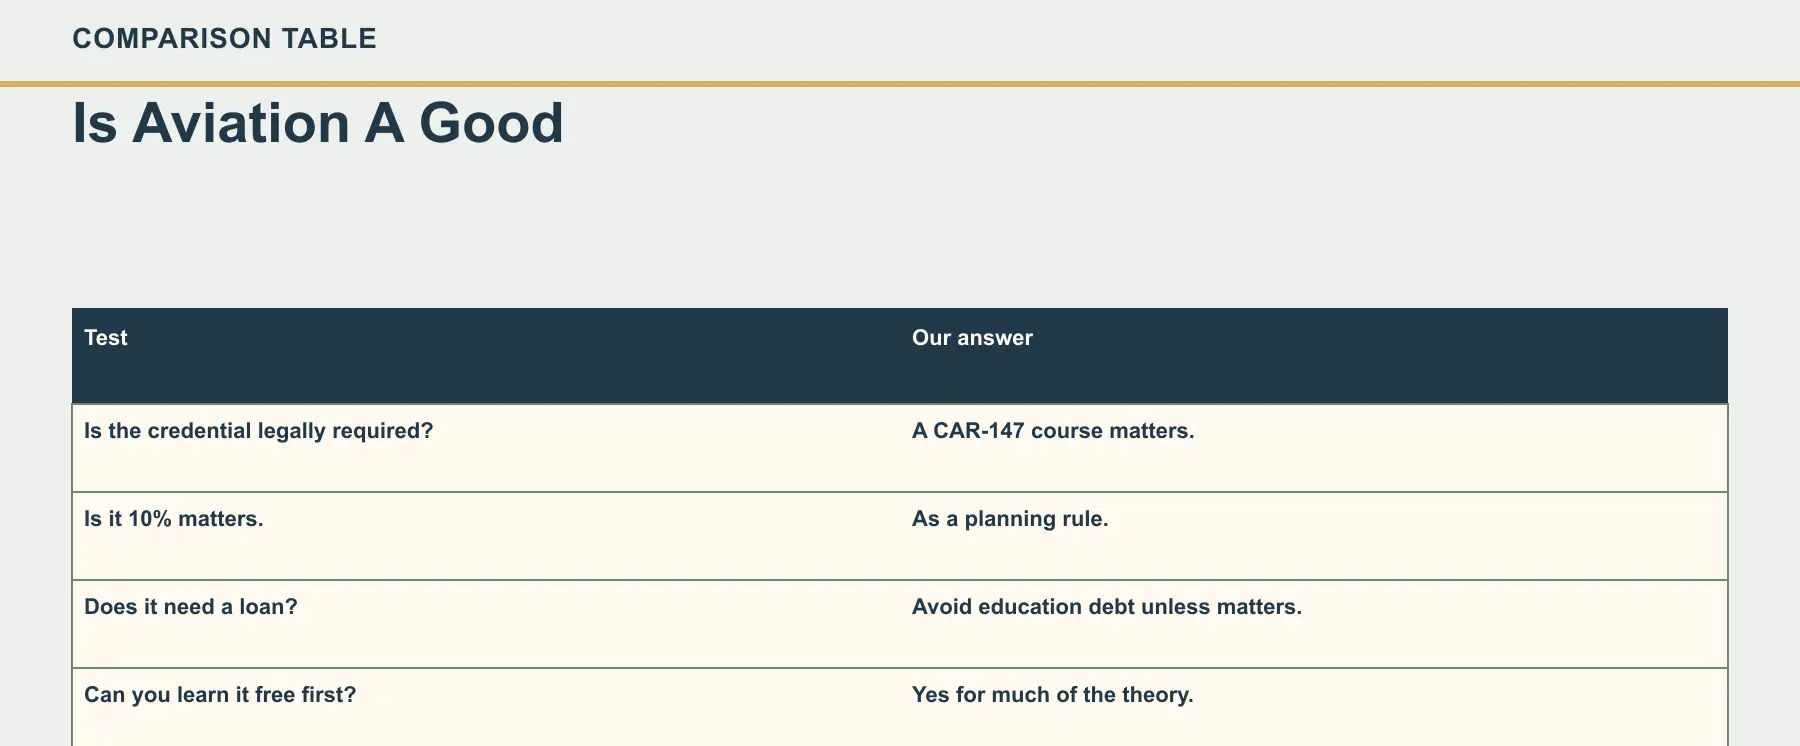 COMPARISON TABLE
Is Aviation A Good
Test Our answer
Is the credential legally required? A CAR-147 course matters.
Is it 10% matters. As a planning rule.
Does it need a loan? Avoid education debt unless matters.
Can you learn it free first? Yes for much of the theory.